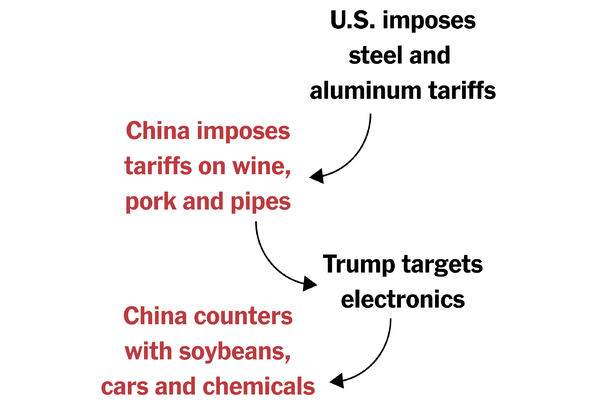 U.S. imposes
steel and
aluminum tariffs
China imposes
tariffs on wine,
pork and pipes
Trump targets
electronics
China counters
with soybeans,
cars and chemicals